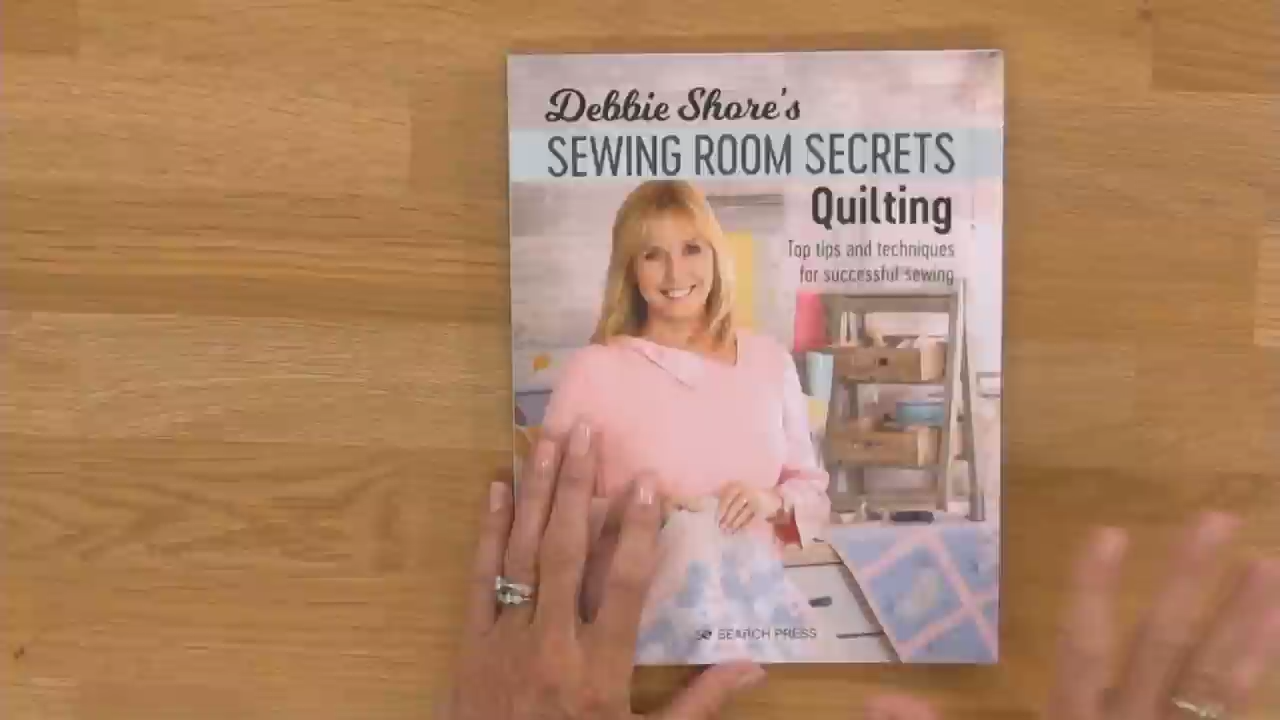 Debbie Shore's
SEWING ROOM SECRETS
Quilting
Top tips and techniques
for successful sewing
SEARCH PRESS